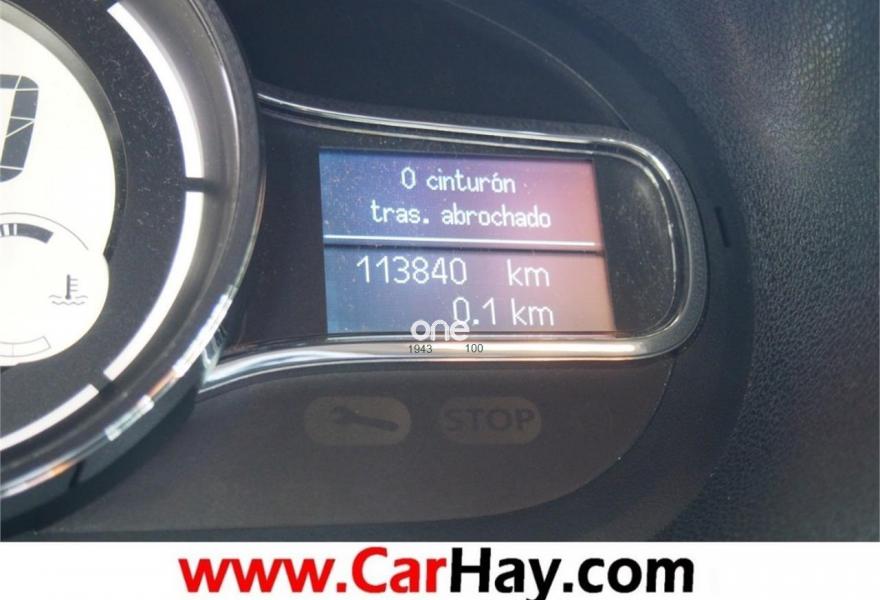 0 cinturón
tras. abrochado
113840 km
0.1 km
one
1943 100
STOP
www.CarHay.com